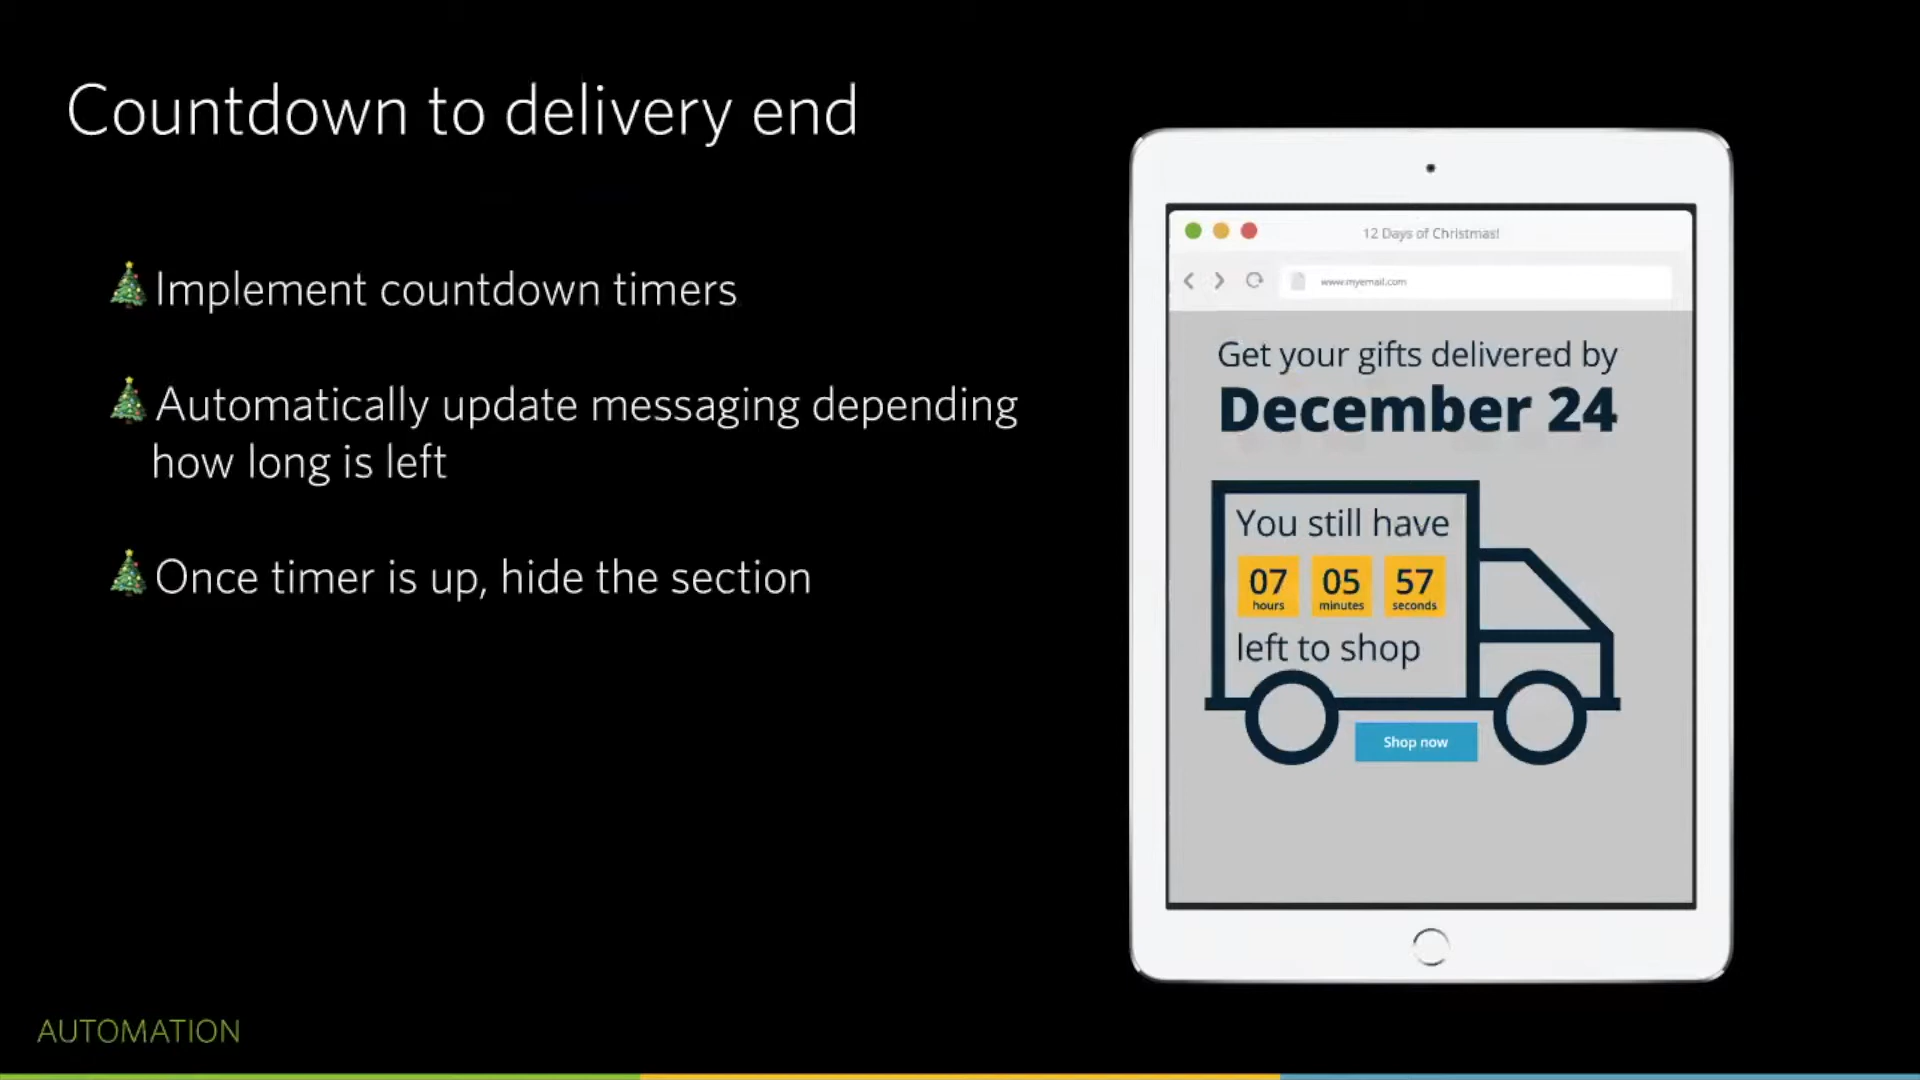 Countdown to delivery end
Implement countdown timers
Automatically update messaging depending
how long is left
Once timer is up, hide the section
AUTOMATION
12 Days of Christmas!
www.myemail.com
Get your gifts delivered by
December 24
You still have
07 05 57
hours minutes seconds
left to shop
Shop now